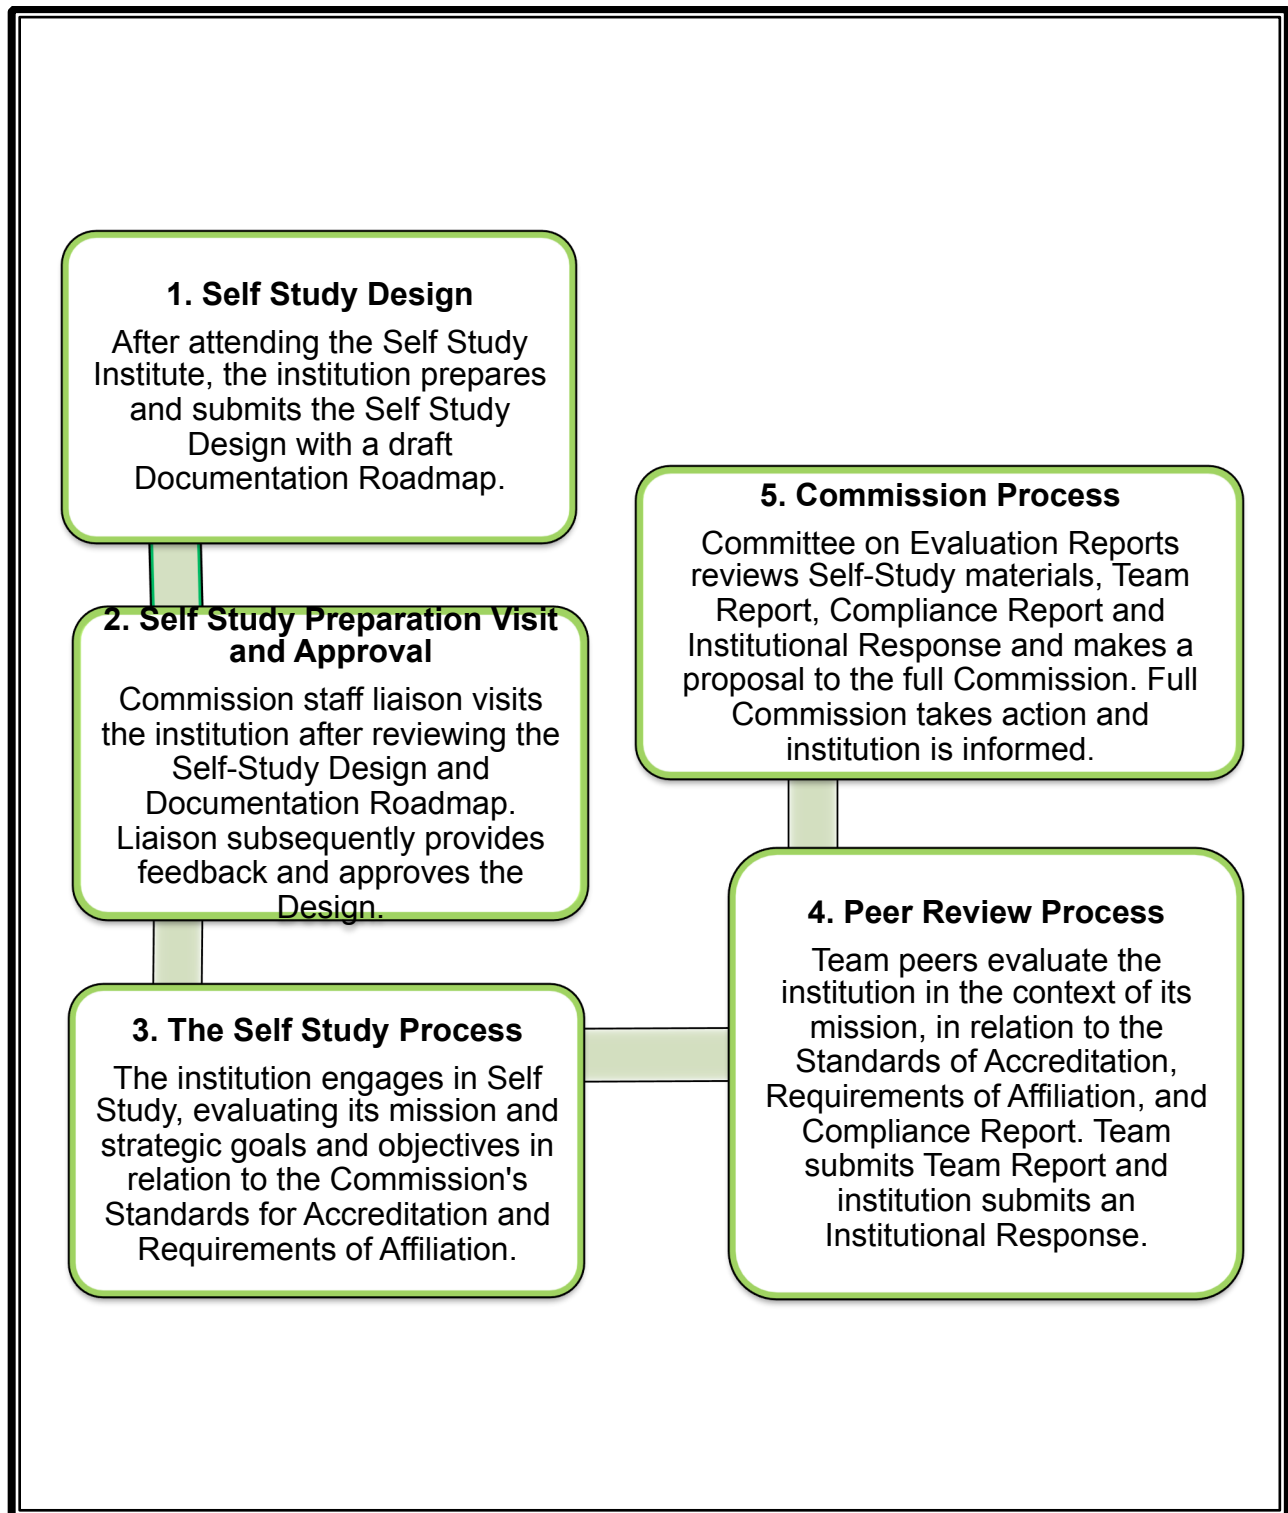 1. Self Study Design
After attending the Self Study
Institute, the institution prepares
and submits the Self Study
Design with a draft
Documentation Roadmap.
2. Self Study Preparation Visit
and Approval
Commission staff liaison visits
the institution after reviewing the
Self-Study Design and
Documentation Roadmap.
Liaison subsequently provides
feedback and approves the
Design.
3. The Self Study Process
The institution engages in Self
Study, evaluating its mission and
strategic goals and objectives in
relation to the Commission's
Standards for Accreditation and
Requirements of Affiliation.
4. Peer Review Process
Team peers evaluate the
institution in the context of its
mission, in relation to the
Standards of Accreditation,
Requirements of Affiliation, and
Compliance Report. Team
submits Team Report and
institution submits an
Institutional Response.
5. Commission Process
Committee on Evaluation Reports
reviews Self-Study materials, Team
Report, Compliance Report and
Institutional Response and makes a
proposal to the full Commission. Full
Commission takes action and
institution is informed.